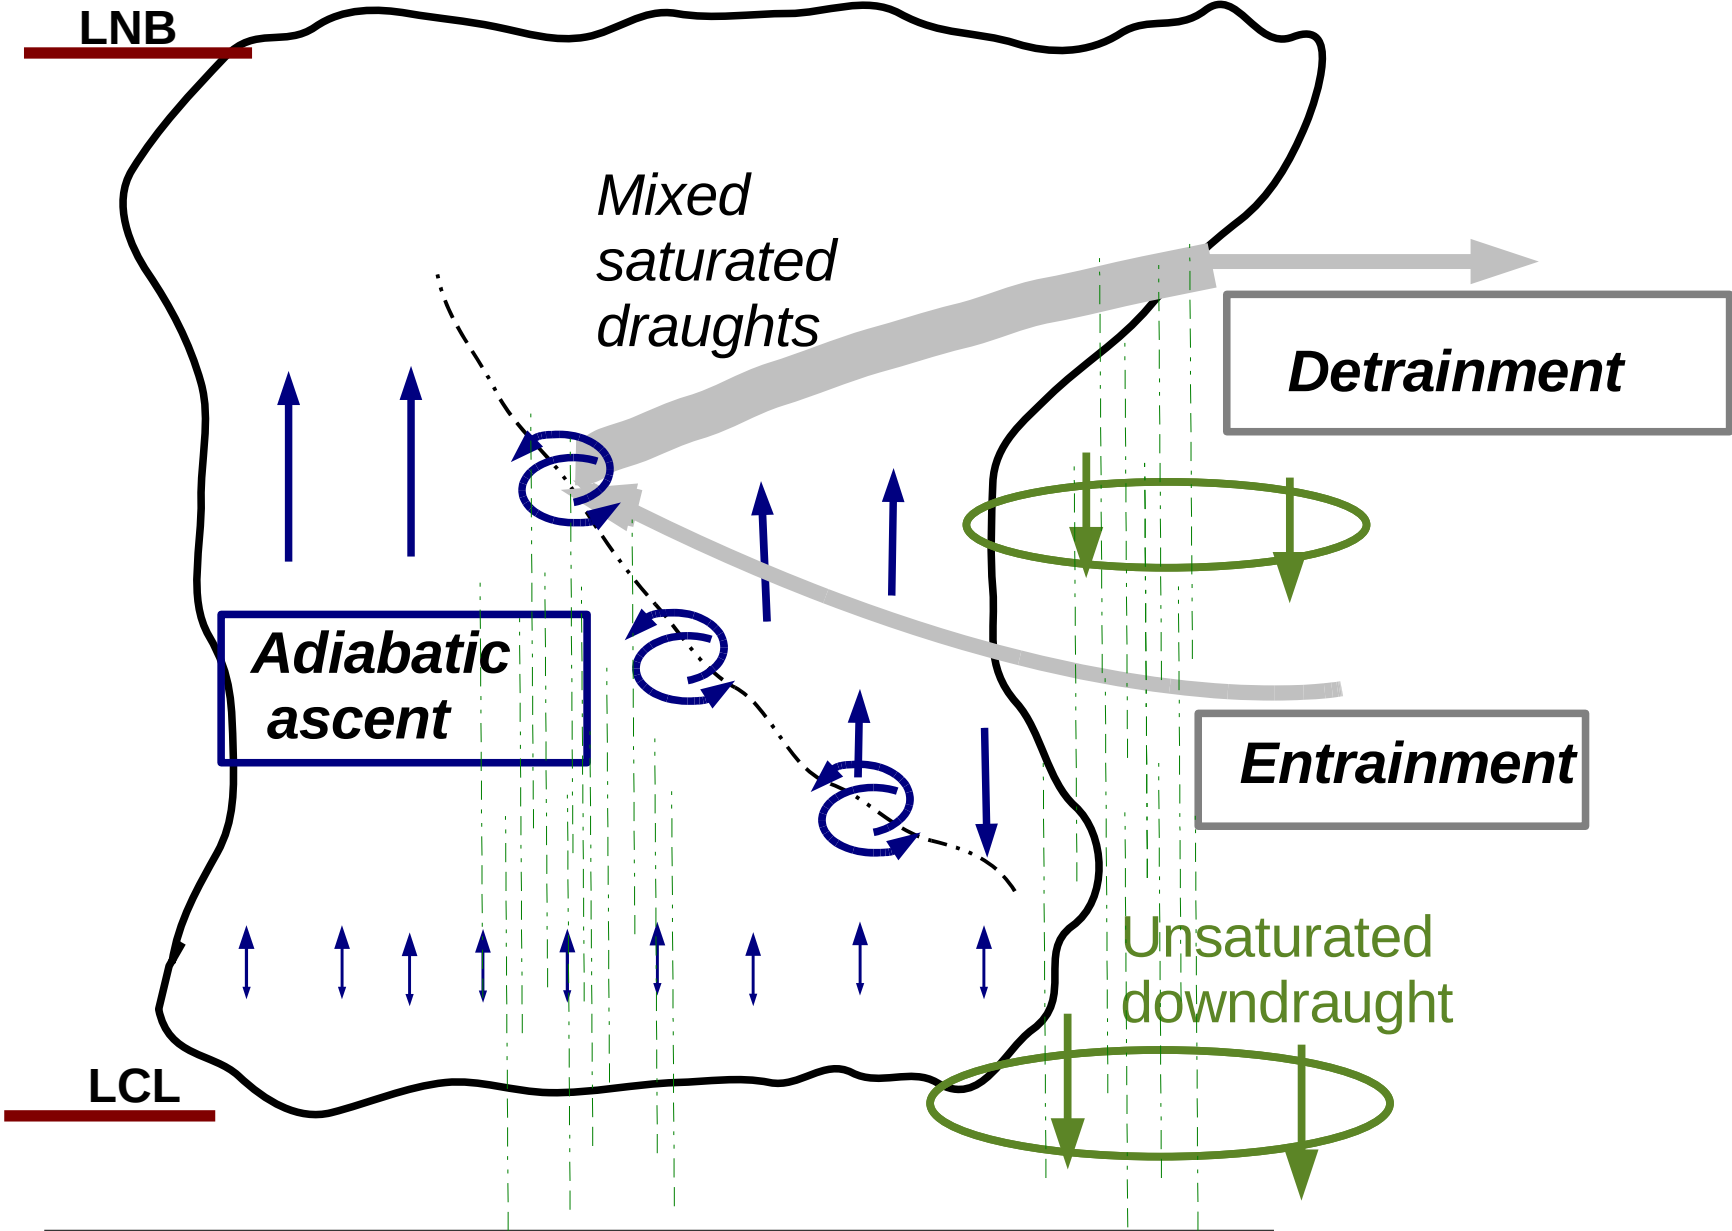 LNB
Mixed
saturated
draughts
Detrainment
Adiabatic
ascent
Entrainment
Unsaturated
downdraught
LCL